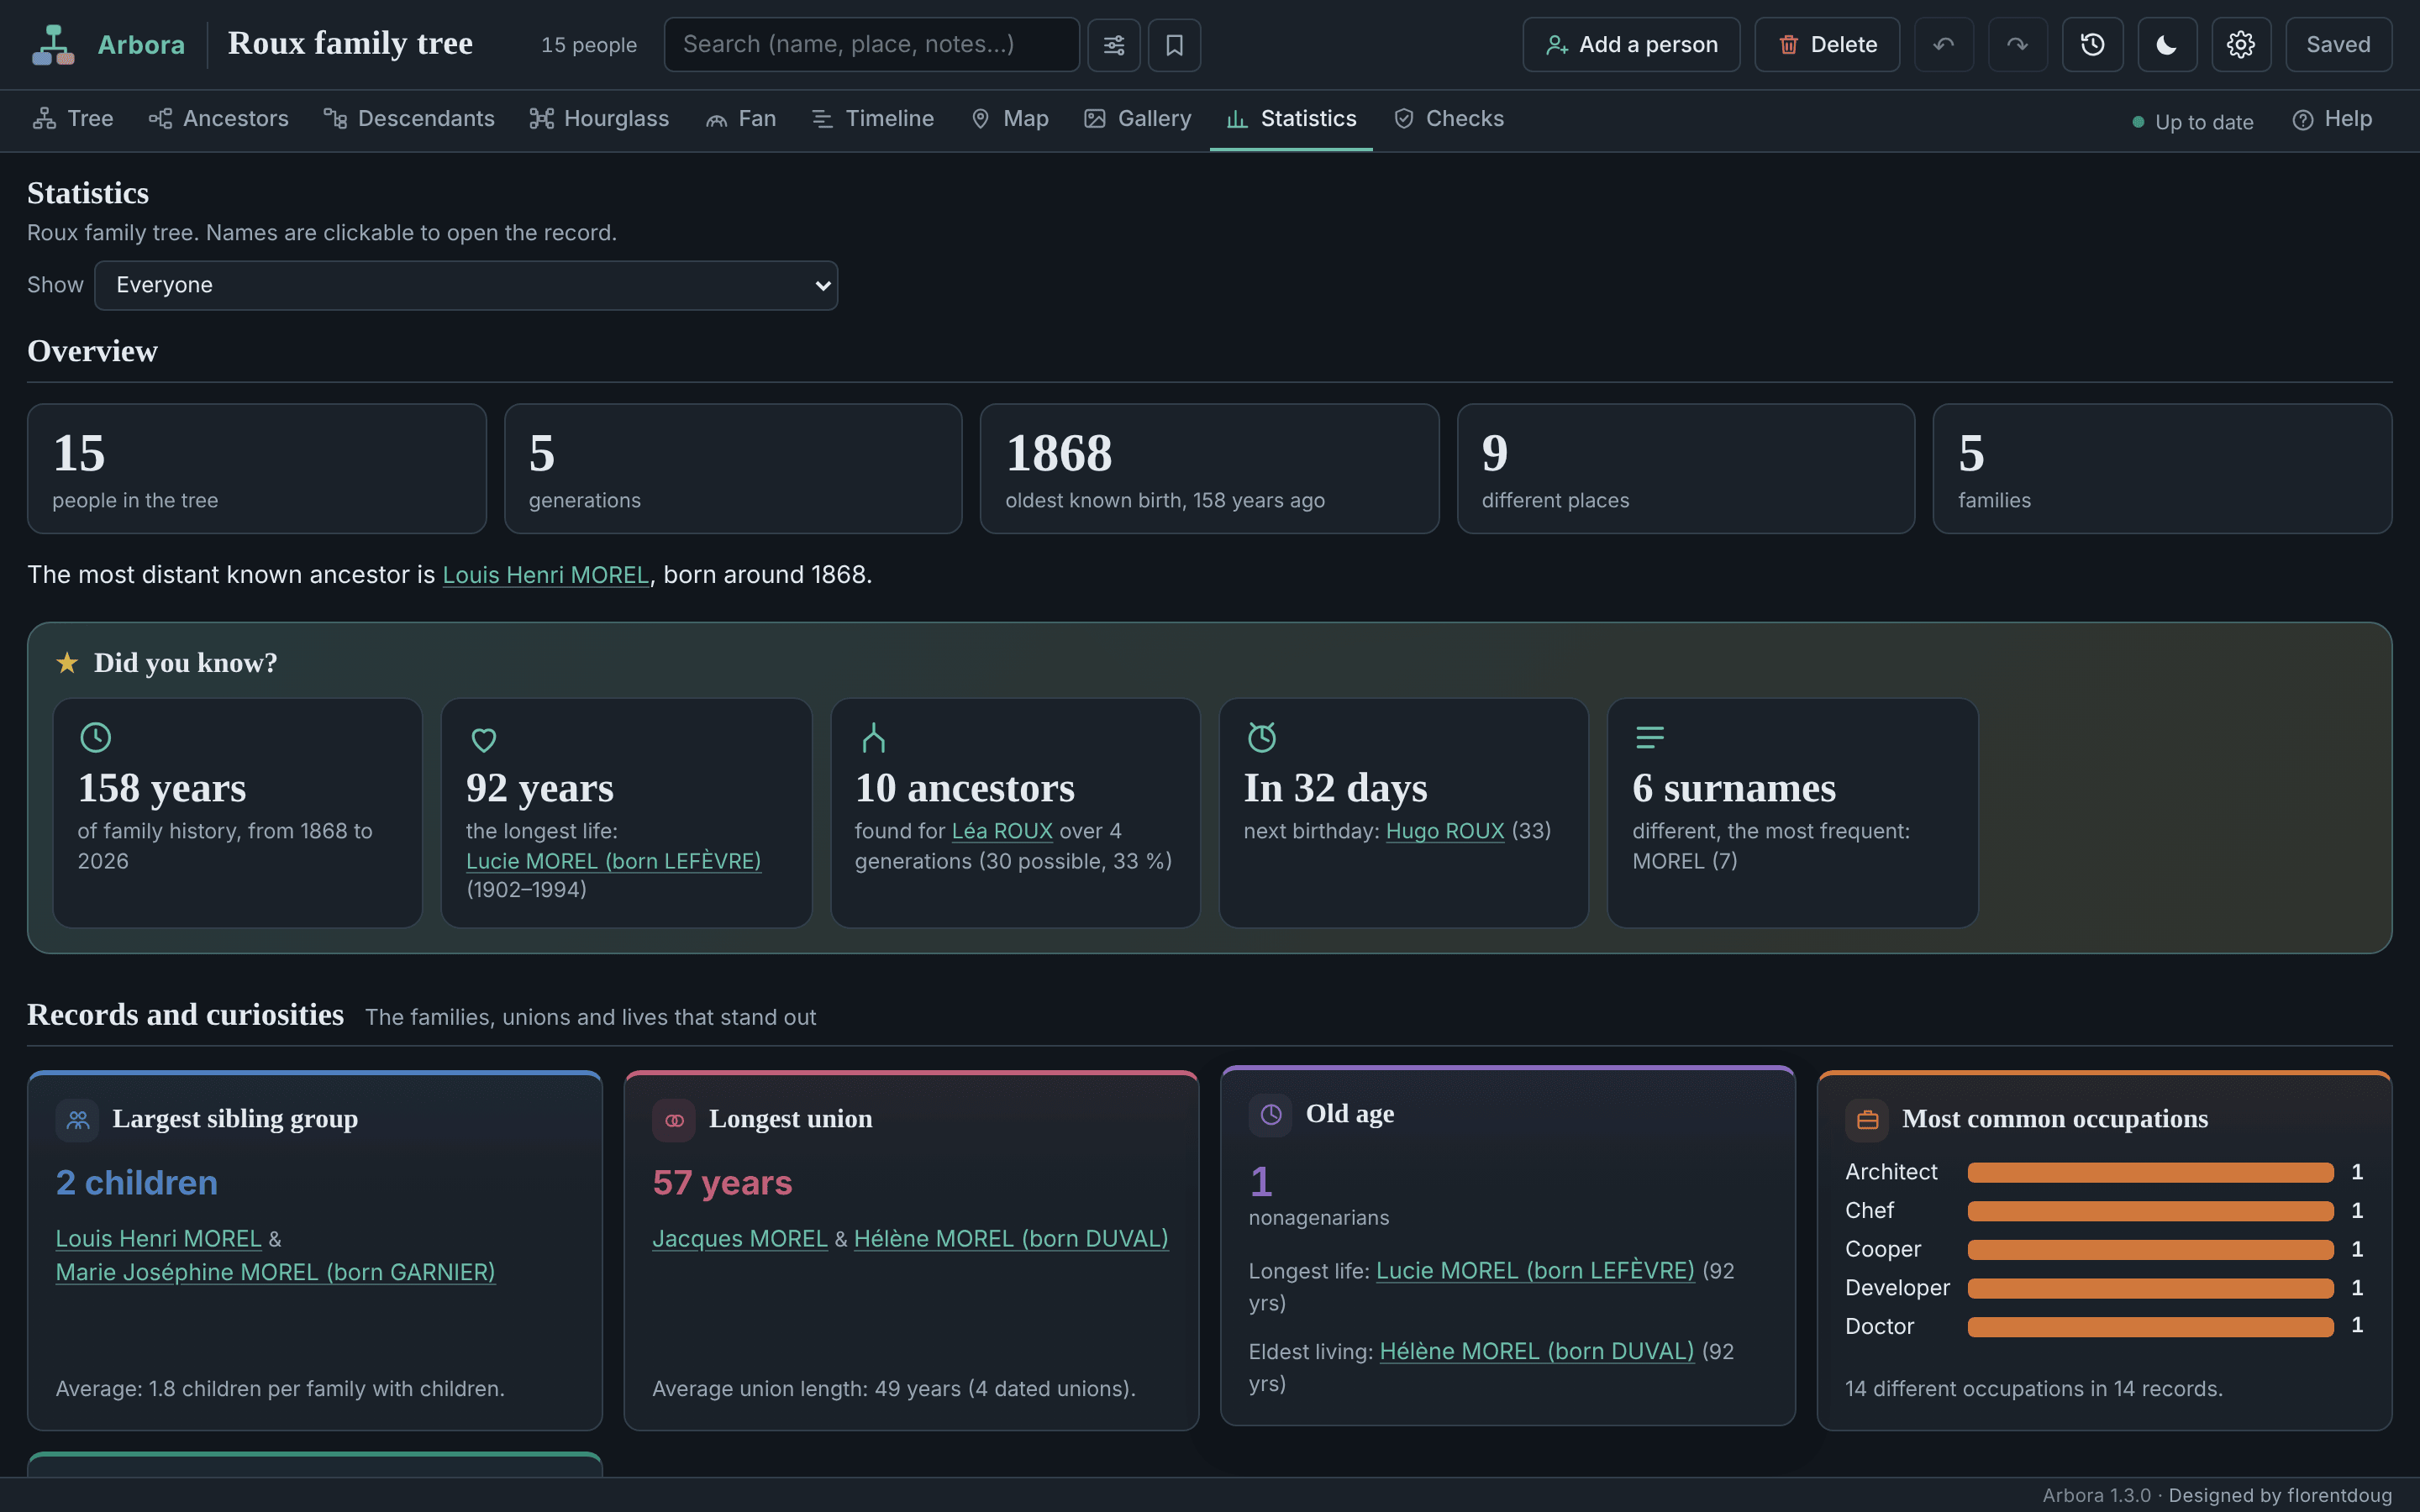 Arbora
Roux family tree
15 people
Search (name, place, notes...)
Add a person
Delete
Saved
Tree
Ancestors
Descendants
Hourglass
Fan
Timeline
Map
Gallery
Statistics
Checks
Up to date
Help
Statistics
Roux family tree. Names are clickable to open the record.
Show Everyone
Overview
15
people in the tree
5
generations
1868
oldest known birth, 158 years ago
9
different places
5
families
The most distant known ancestor is Louis Henri MOREL, born around 1868.
Did you know?
158 years
of family history, from 1868 to
2026
92 years
the longest life:
Lucie MOREL (born LEFÈVRE)
(1902–1994)
10 ancestors
found for Léa ROUX over 4
generations (30 possible, 33 %)
In 32 days
next birthday: Hugo ROUX (33)
6 surnames
different, the most frequent:
MOREL (7)
Records and curiosities The families, unions and lives that stand out
Largest sibling group
2 children
Louis Henri MOREL &
Marie Joséphine MOREL (born GARNIER)
Average: 1.8 children per family with children.
Longest union
57 years
Jacques MOREL & Hélène MOREL (born DUVAL)
Average union length: 49 years (4 dated unions).
Old age
1
nonagenarians
Longest life: Lucie MOREL (born LEFÈVRE) (92
yrs)
Eldest living: Hélène MOREL (born DUVAL) (92
yrs)
Most common occupations
Architect 1
Chef 1
Cooper 1
Developer 1
Doctor 1
14 different occupations in 14 records.
Arbora 1.3.0 · Designed by florentdoug